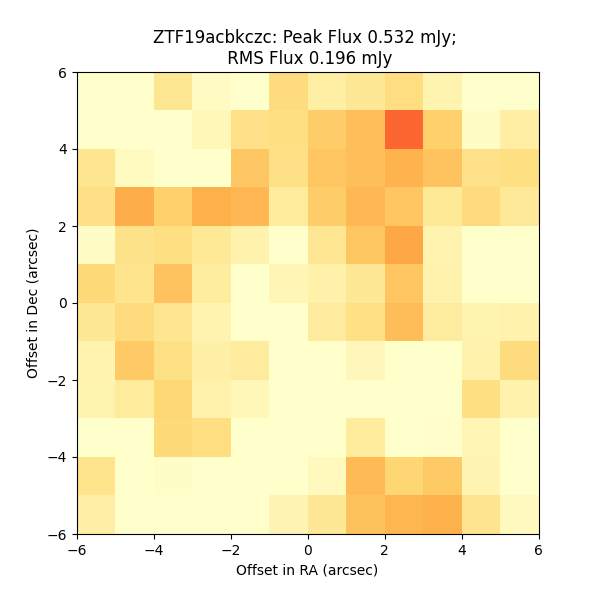 ZTF19acbkczc: Peak Flux 0.532 mJy;
RMS Flux 0.196 mJy
6
4
2
0
−2
−4
−6
Offset in Dec (arcsec)
−6 −4 −2 0 2 4 6
Offset in RA (arcsec)